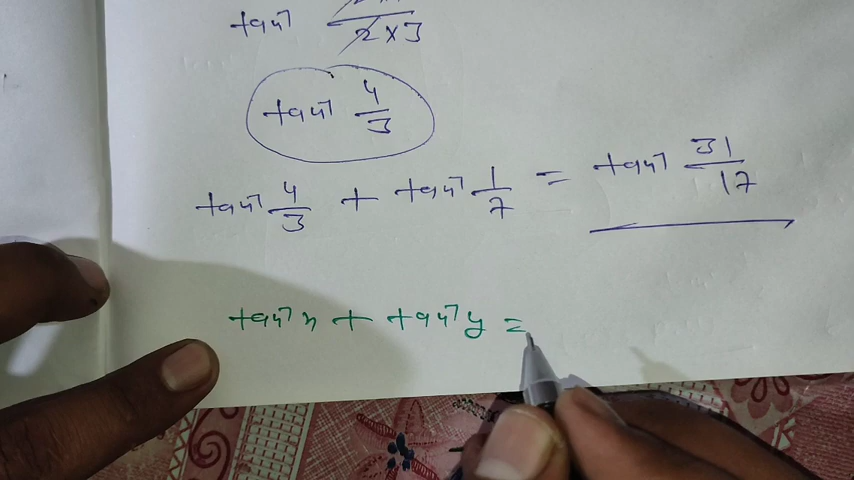 tan⁻¹ /2×3
tan⁻¹ 4/3
tan⁻¹ 4/3 + tan⁻¹ 1/7 = tan⁻¹ 31/17
tan⁻¹x + tan⁻¹y =